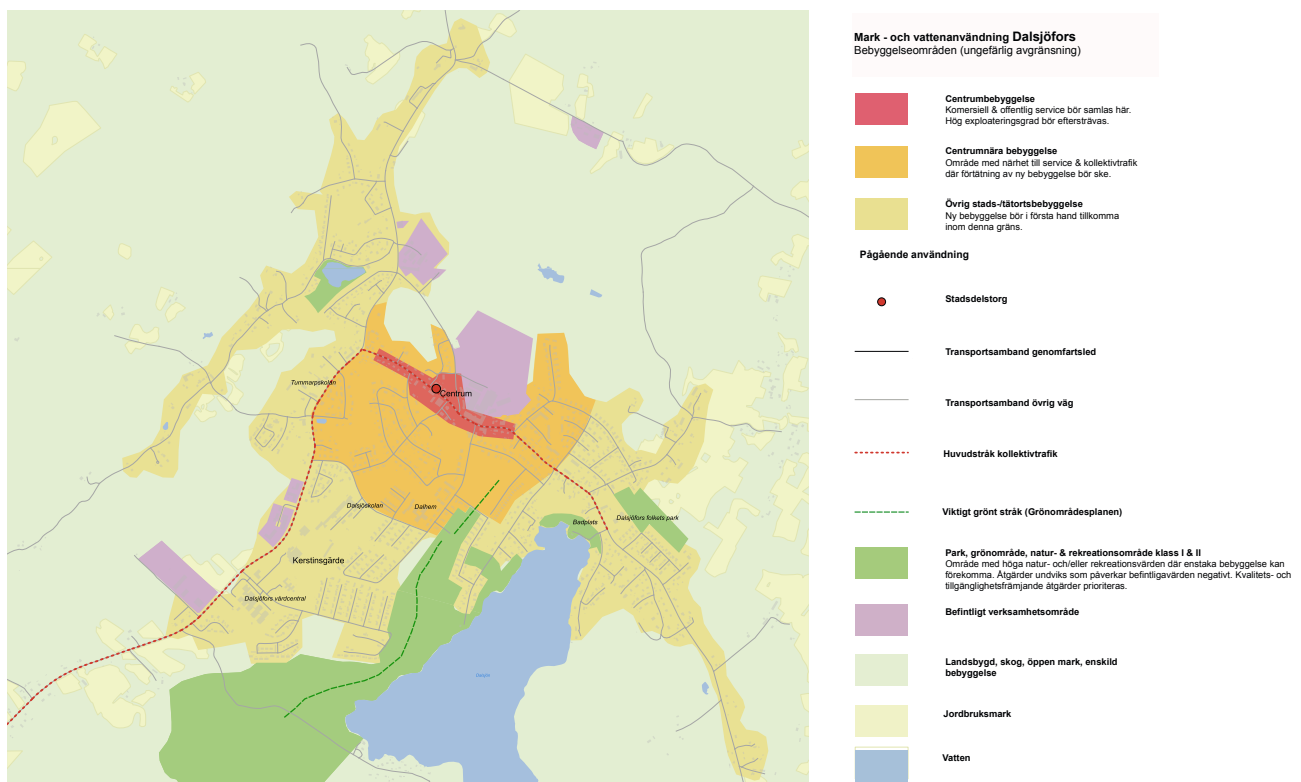 Mark - och vattenanvändning Dalsjöfors
Bebyggelseområden (ungefärlig avgränsning)
Centrumbebyggelse
Komersiell & offentlig service bör samlas här.
Hög exploateringsgrad bör eftersträvas.
Centrumnära bebyggelse
Område med närhet till service & kollektivtrafik
där förtätning av ny bebyggelse bör ske.
Övrig stads-/tätortsbebyggelse
Ny bebyggelse bör i första hand tillkomma
inom denna gräns.
Pågående användning
Stadsdelstorg
Transportsamband genomfartsled
Transportsamband övrig väg
Huvudstråk kollektivtrafik
Viktigt grönt stråk (Grönområdesplanen)
Park, grönområde, natur- & rekreationsområde klass I & II
Område med höga natur- och/eller rekreationsvärden där enstaka bebyggelse kan
förekomma. Åtgärder undviks som påverkar befintligavärden negativt. Kvalitets- och
tillgänglighetsfrämjande åtgärder prioriteras.
Befintligt verksamhetsområde
Landsbygd, skog, öppen mark, enskild
bebyggelse
Jordbruksmark
Vatten
Tummarpskolan
Centrum
Dalsjöskolan
Dalhem
Badplats
Dalsjöfors folkets park
Kerstinsgärde
Dalsjöfors vårdcentral